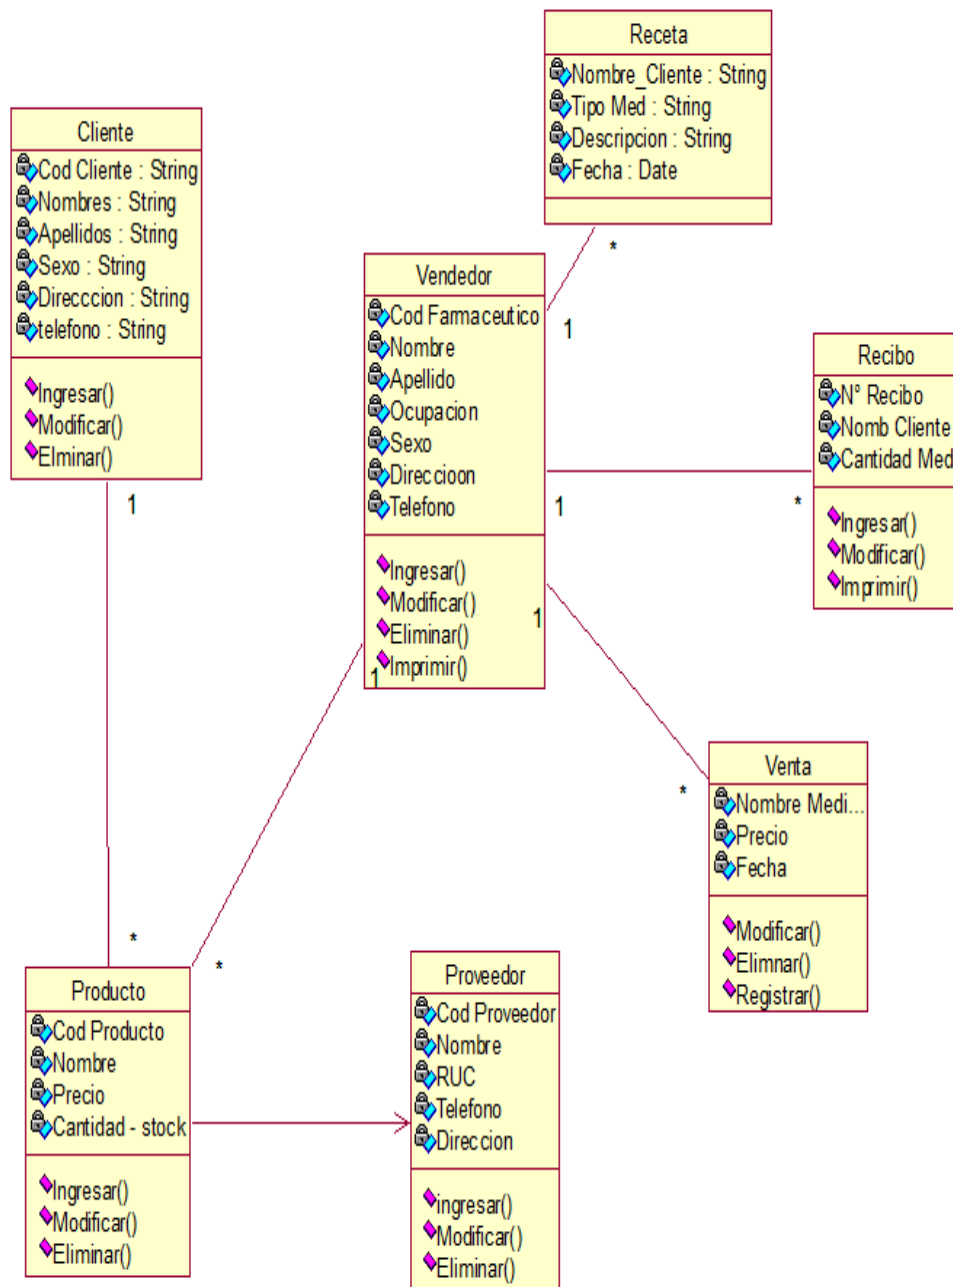 Receta
Nombre_Cliente : String
Tipo Med : String
Descripcion : String
Fecha : Date
*
Cliente
Cod Cliente : String
Nombres : String
Apellidos : String
Sexo : String
Direcccion : String
telefono : String
Ingresar()
Modificar()
Elminar()
1
Vendedor
Cod Farmaceutico
Nombre
Apellido
Ocupacion
Sexo
Direccioon
Telefono
Ingresar()
Modificar()
Eliminar()
Imprimir()
1
1
1
1
Recibo
N° Recibo
Nomb Cliente
Cantidad Med
Ingresar()
Modificar()
Imprimir()
*
Venta
Nombre Medi...
Precio
Fecha
Modificar()
Elimnar()
Registrar()
*
*
*
Producto
Cod Producto
Nombre
Precio
Cantidad - stock
Ingresar()
Modificar()
Eliminar()
Proveedor
Cod Proveedor
Nombre
RUC
Telefono
Direccion
ingresar()
Modificar()
Eliminar()